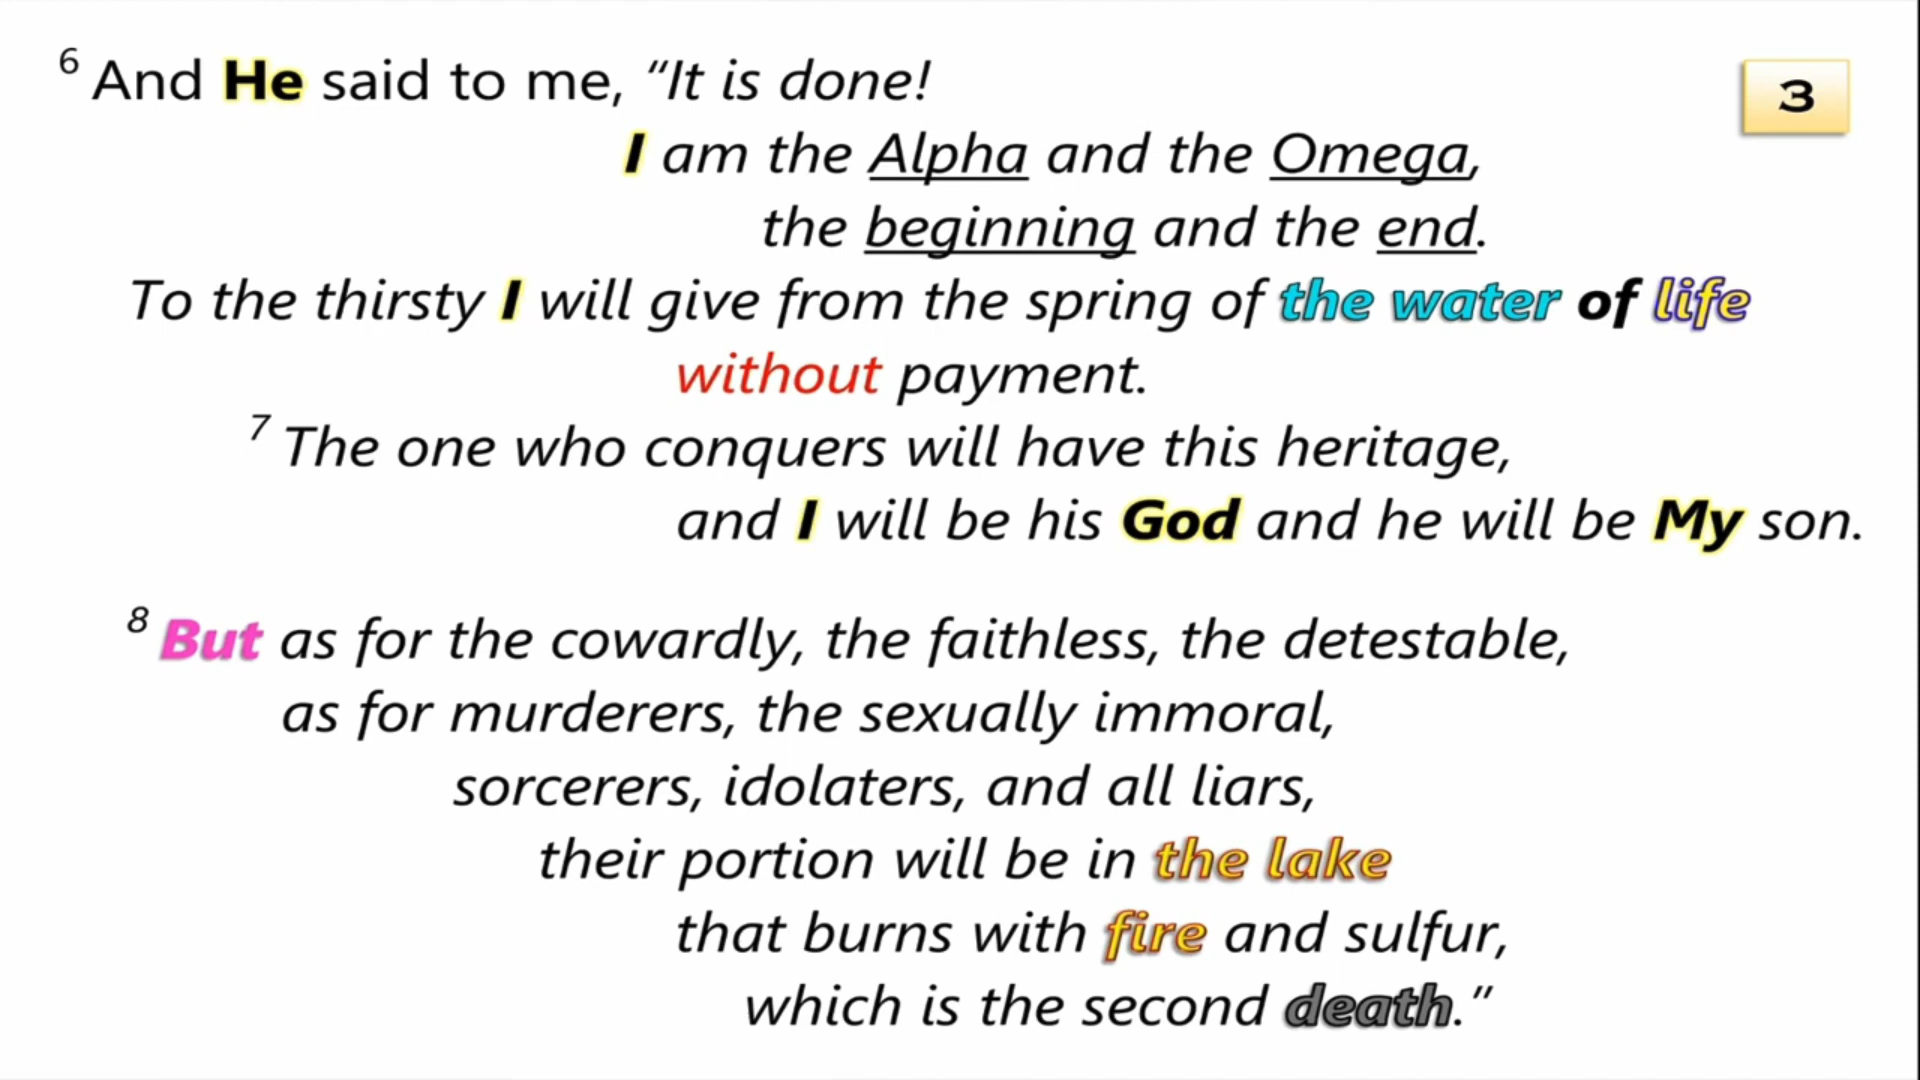 6 And He said to me, “It is done!
3
I am the Alpha and the Omega,
the beginning and the end.
To the thirsty I will give from the spring of the water of life
without payment.
7 The one who conquers will have this heritage,
and I will be his God and he will be My son.
8 But as for the cowardly, the faithless, the detestable,
as for murderers, the sexually immoral,
sorcerers, idolaters, and all liars,
their portion will be in the lake
that burns with fire and sulfur,
which is the second death.”